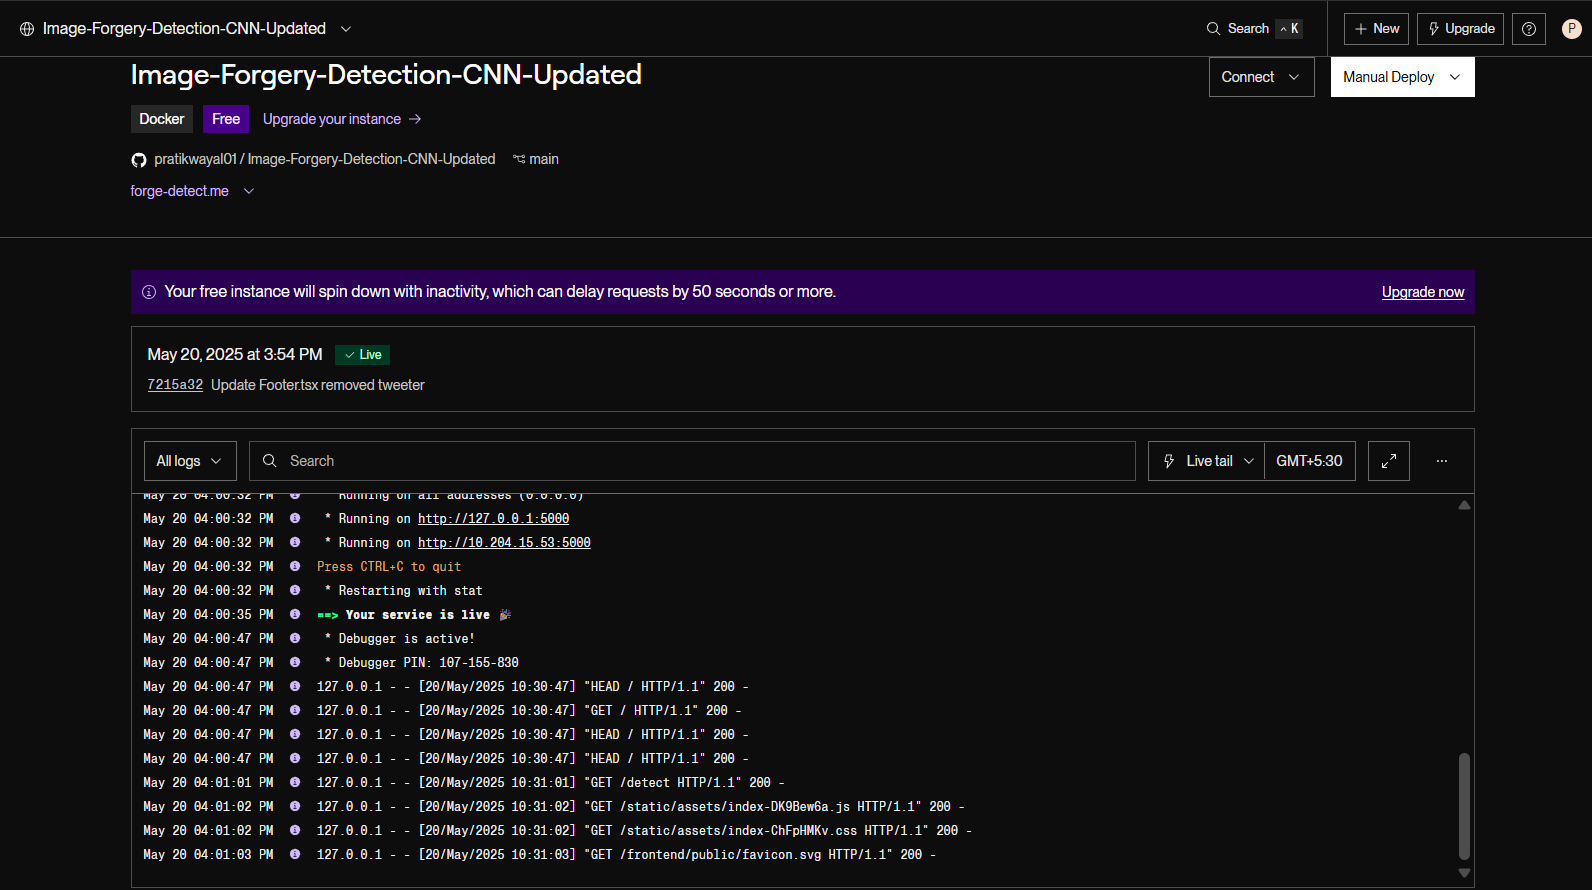 Image-Forgery-Detection-CNN-Updated
Search ^ K
+ New
Upgrade
P
Image-Forgery-Detection-CNN-Updated
Connect
Manual Deploy
Docker Free Upgrade your instance →
pratikwayal01 / Image-Forgery-Detection-CNN-Updated main
forge-detect.me
Your free instance will spin down with inactivity, which can delay requests by 50 seconds or more.
Upgrade now
May 20, 2025 at 3:54 PM ✓ Live
7215a32 Update Footer.tsx removed tweeter
All logs
Search
Live tail
GMT+5:30
...
May 20 04:00:32 PM * Running on all addresses (0.0.0.0)
May 20 04:00:32 PM * Running on http://127.0.0.1:5000
May 20 04:00:32 PM * Running on http://10.204.15.53:5000
May 20 04:00:32 PM Press CTRL+C to quit
May 20 04:00:32 PM * Restarting with stat
May 20 04:00:35 PM ==> Your service is live 🎉
May 20 04:00:47 PM * Debugger is active!
May 20 04:00:47 PM * Debugger PIN: 107-155-830
May 20 04:00:47 PM 127.0.0.1 - - [20/May/2025 10:30:47] "HEAD / HTTP/1.1" 200 -
May 20 04:00:47 PM 127.0.0.1 - - [20/May/2025 10:30:47] "GET / HTTP/1.1" 200 -
May 20 04:00:47 PM 127.0.0.1 - - [20/May/2025 10:30:47] "HEAD / HTTP/1.1" 200 -
May 20 04:00:47 PM 127.0.0.1 - - [20/May/2025 10:30:47] "HEAD / HTTP/1.1" 200 -
May 20 04:01:01 PM 127.0.0.1 - - [20/May/2025 10:31:01] "GET /detect HTTP/1.1" 200 -
May 20 04:01:02 PM 127.0.0.1 - - [20/May/2025 10:31:02] "GET /static/assets/index-DK9Bew6a.js HTTP/1.1" 200 -
May 20 04:01:02 PM 127.0.0.1 - - [20/May/2025 10:31:02] "GET /static/assets/index-ChFpHMKv.css HTTP/1.1" 200 -
May 20 04:01:03 PM 127.0.0.1 - - [20/May/2025 10:31:03] "GET /frontend/public/favicon.svg HTTP/1.1" 200 -